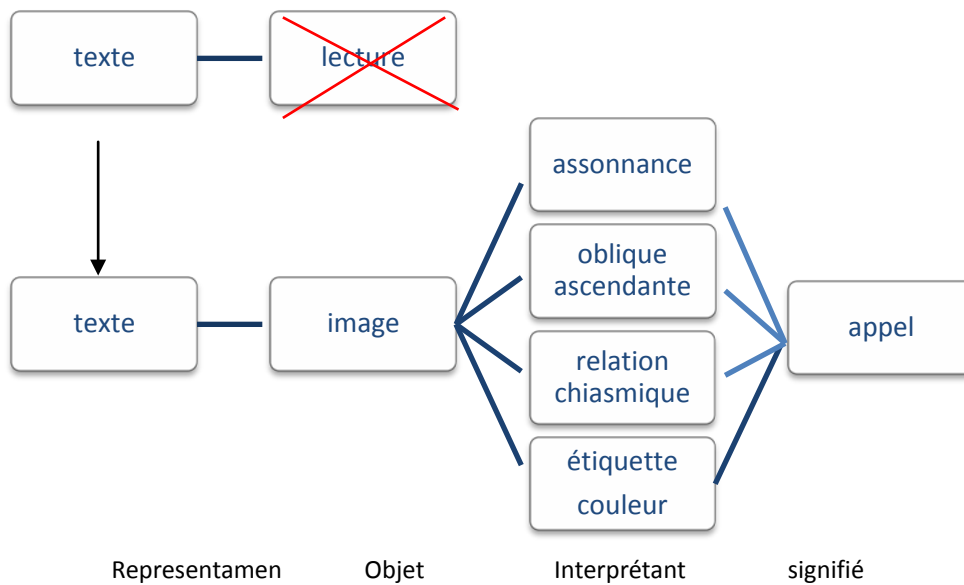 texte
lecture
assonnance
oblique
ascendante
texte
image
appel
relation
chiasmique
étiquette
couleur
Representamen Objet Interprétant signifié